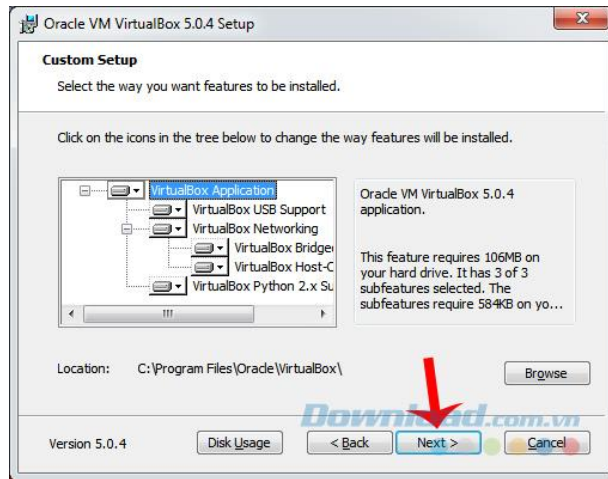 Oracle VM VirtualBox 5.0.4 Setup
Custom Setup
Select the way you want features to be installed.
Click on the icons in the tree below to change the way features will be installed.
VirtualBox Application
VirtualBox USB Support
VirtualBox Networking
VirtualBox Bridge
VirtualBox Host-C
VirtualBox Python 2.x Su
Oracle VM VirtualBox 5.0.4
application.
This feature requires 106MB on
your hard drive. It has 3 of 3
subfeatures selected. The
subfeatures require 584KB on yo...
Location: C:\Program Files\Oracle\VirtualBox\
Browse
Download.com.vn
Version 5.0.4
Disk Usage
< Back
Next >
Cancel